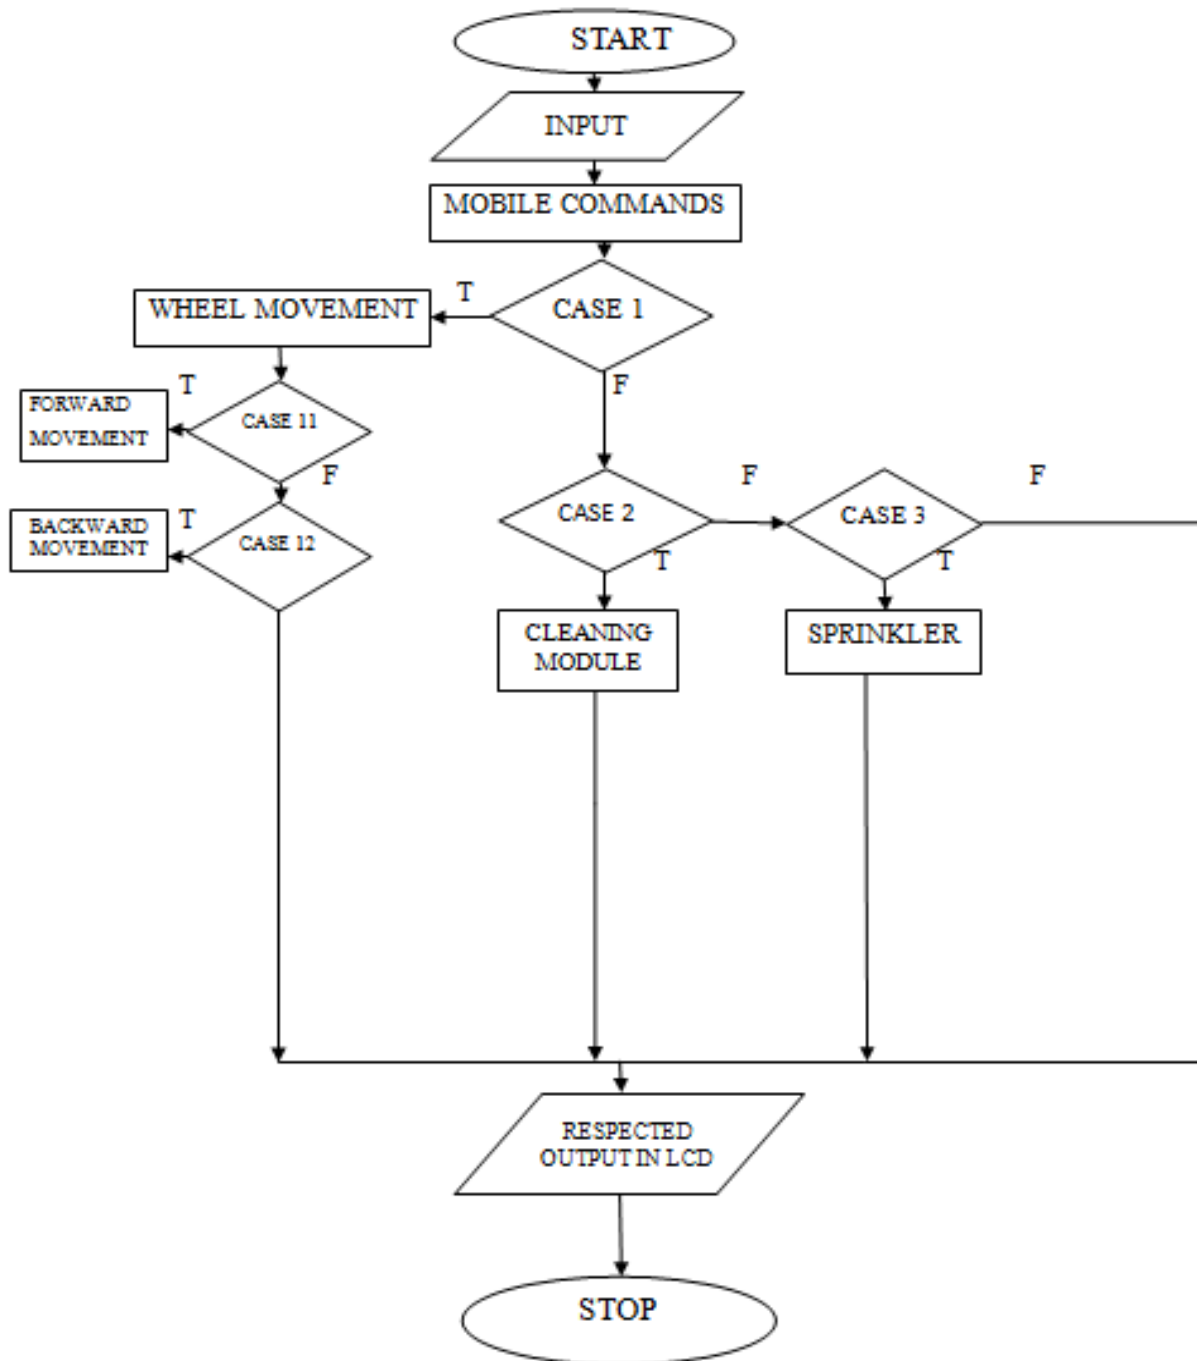 START
INPUT
MOBILE COMMANDS
CASE 1
T
WHEEL MOVEMENT
F
T
CASE 11
FORWARD
MOVEMENT
F
T
CASE 12
BACKWARD
MOVEMENT
CASE 2
F
T
CASE 3
F
T
CLEANING
MODULE
SPRINKLER
RESPECTED
OUTPUT IN LCD
STOP